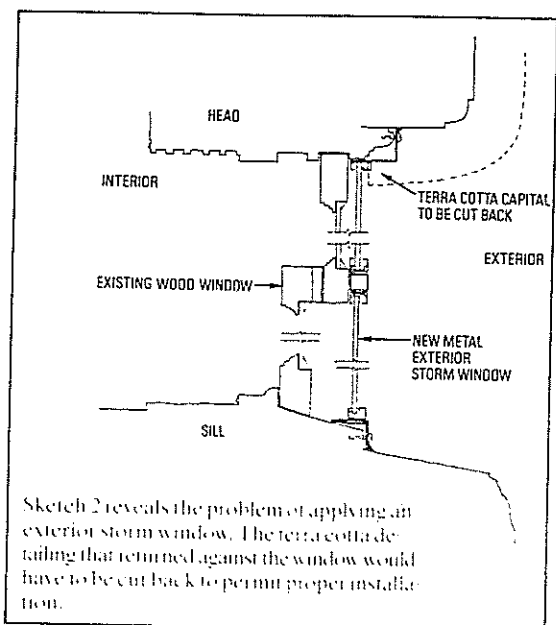 HEAD
INTERIOR
TERRA COTTA CAPITAL
TO BE CUT BACK
EXTERIOR
EXISTING WOOD WINDOW
NEW METAL
EXTERIOR
STORM WINDOW
SILL
Sketch 2 reveals the problem of applying an
exterior storm window. The terra cotta de-
tailing that returned against the window would
have to be cut back to permit proper installa-
tion.